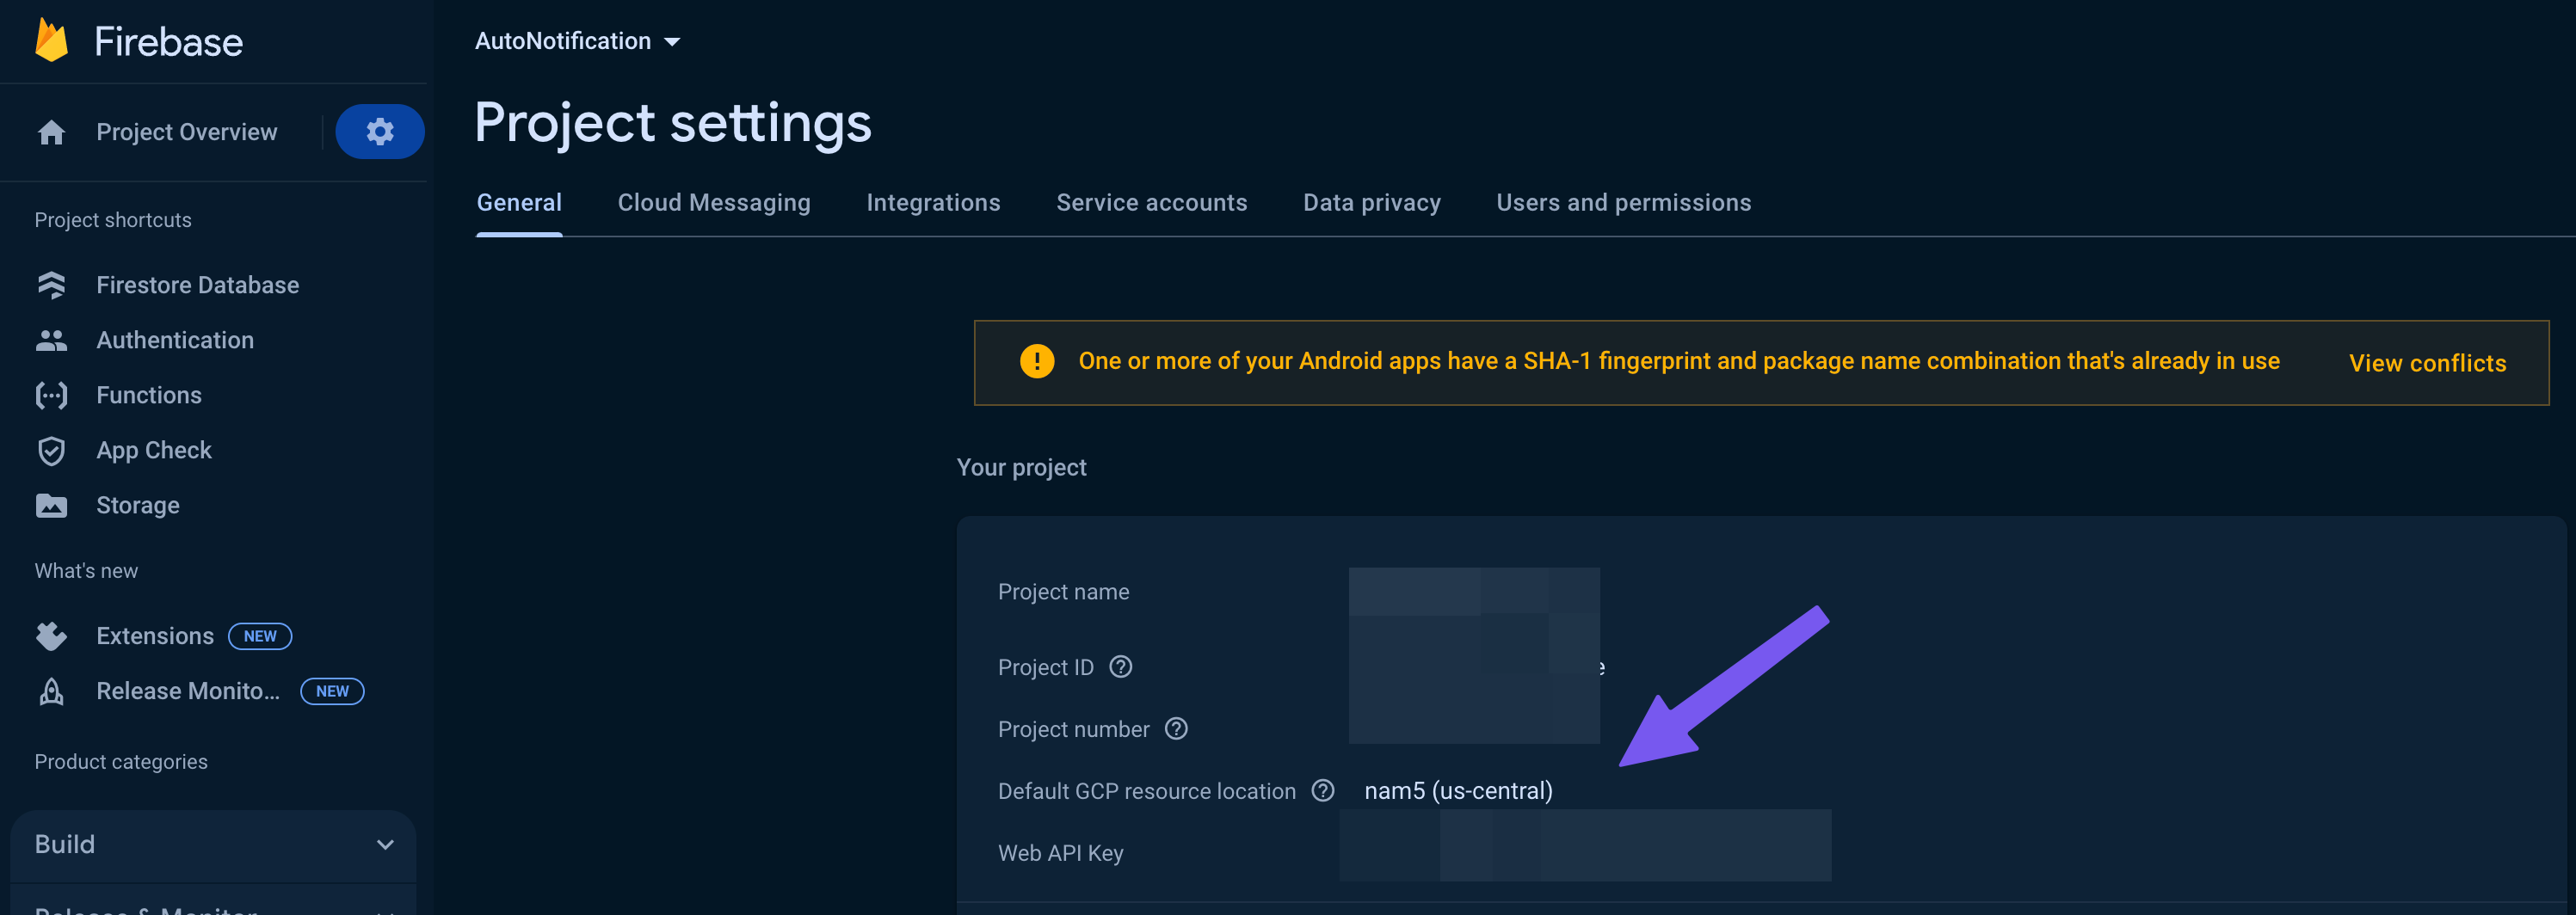 Firebase
AutoNotification
Project Overview
Project settings
General Cloud Messaging Integrations Service accounts Data privacy Users and permissions
Project shortcuts
Firestore Database
Authentication
Functions
App Check
Storage
What's new
Extensions NEW
Release Monito... NEW
Product categories
Build
Release & Monitor
! One or more of your Android apps have a SHA-1 fingerprint and package name combination that's already in use View conflicts
Your project
Project name
Project ID ? e
Project number ?
Default GCP resource location ? nam5 (us-central)
Web API Key